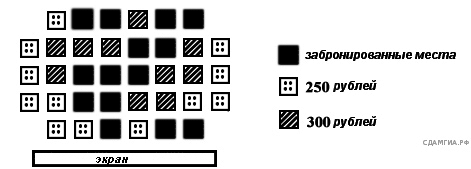 забронированные места
250 рублей
300 рублей
экран
СДАМГИА.РФ